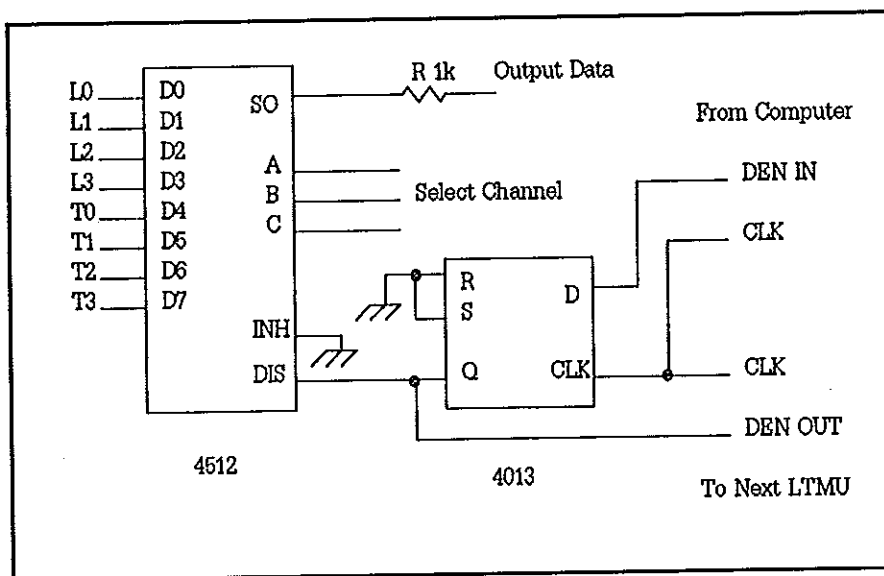 R 1k Output Data
L0 D0 SO
L1 D1
L2 D2
L3 D3
T0 D4
T1 D5
T2 D6
T3 D7
A
B Select Channel
C
INH
DIS
4512
From Computer
DEN IN
CLK
R
S
D
Q CLK CLK
DEN OUT
4013
To Next LTMU